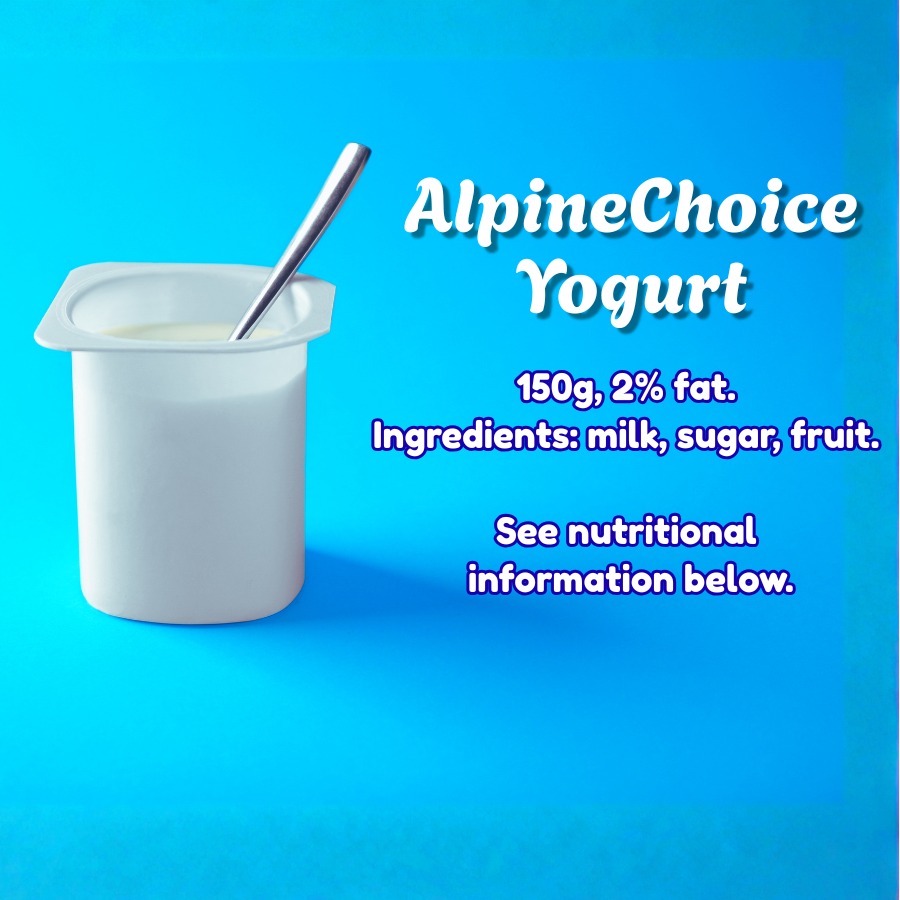 AlpineChoice
Yogurt
150g, 2% fat.
Ingredients: milk, sugar, fruit.
See nutritional
information below.